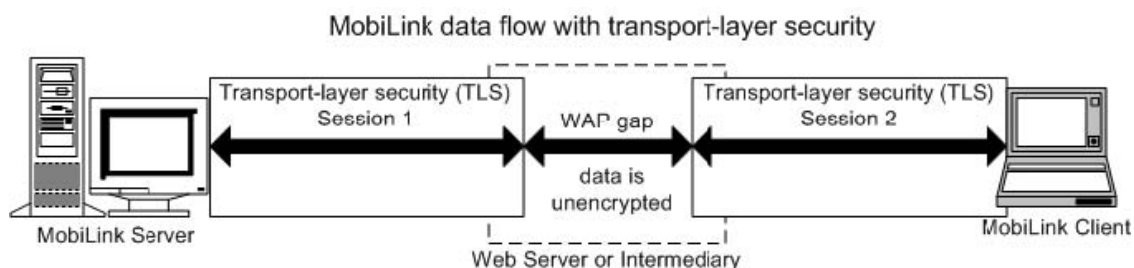 MobiLink data flow with transport-layer security
Transport-layer security (TLS)
Session 1
WAP gap
data is
unencrypted
Transport-layer security (TLS)
Session 2
MobiLink Server
Web Server or Intermediary
MobiLink Client